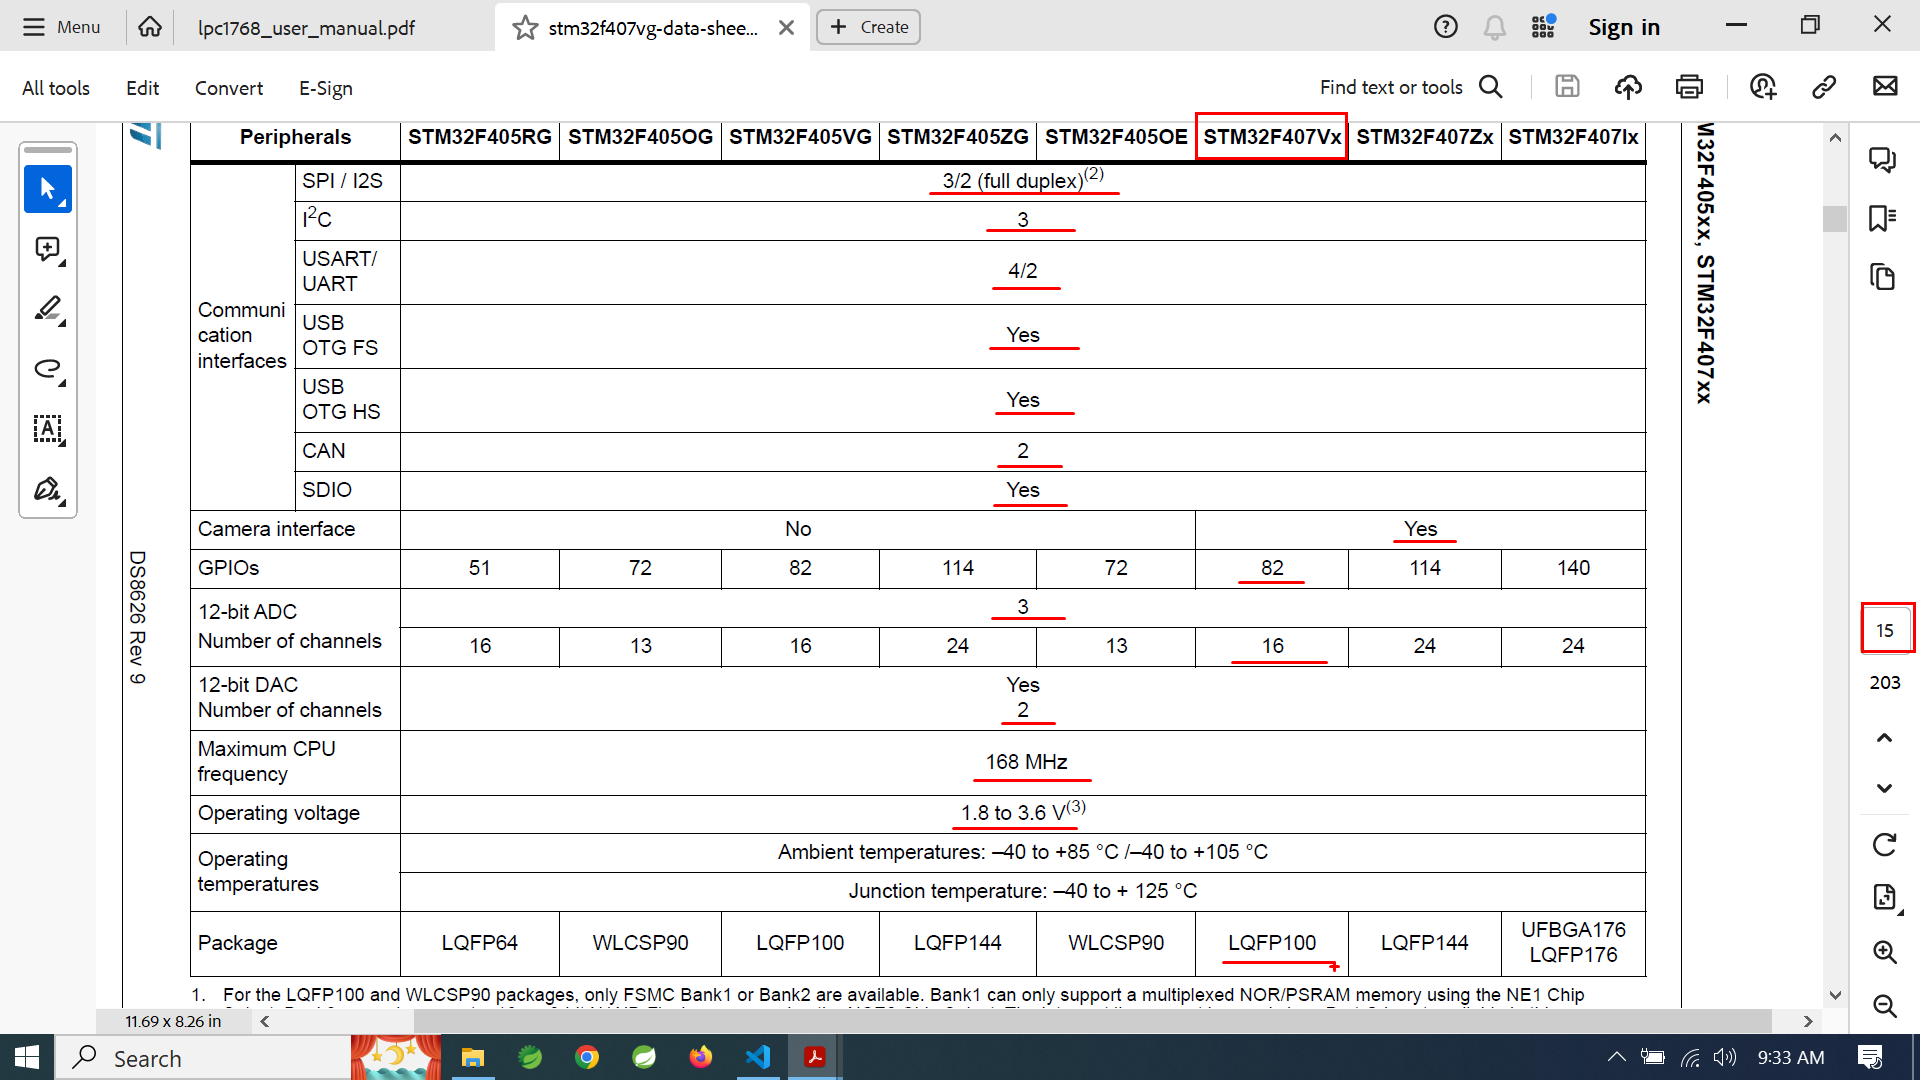 Menu
lpc1768_user_manual.pdf
stm32f407vg-data-shee...
Create
Sign in
All tools
Edit
Convert
E-Sign
Find text or tools
Peripherals STM32F405RG STM32F405OG STM32F405VG STM32F405ZG STM32F405OE STM32F407Vx STM32F407Zx STM32F407Ix
Communi
cation
interfaces
SPI / I2S 3/2 (full duplex)(2)
I2C 3
USART/
UART
4/2
USB
OTG FS
Yes
USB
OTG HS
Yes
CAN 2
SDIO Yes
Camera interface No Yes
GPIOs 51 72 82 114 72 82 114 140
12-bit ADC
Number of channels
3
16 13 16 24 13 16 24 24
12-bit DAC
Number of channels
Yes
2
Maximum CPU
frequency
168 MHz
Operating voltage 1.8 to 3.6 V(3)
Operating
temperatures
Ambient temperatures: –40 to +85 °C /–40 to +105 °C
Junction temperature: –40 to + 125 °C
Package LQFP64 WLCSP90 LQFP100 LQFP144 WLCSP90 LQFP100 LQFP144 UFBGA176
LQFP176
1. For the LQFP100 and WLCSP90 packages, only FSMC Bank1 or Bank2 are available. Bank1 can only support a multiplexed NOR/PSRAM memory using the NE1 Chip
DS8626 Rev 9
M32F405xx, STM32F407xx
15
203
11.69 x 8.26 in
Search
9:33 AM